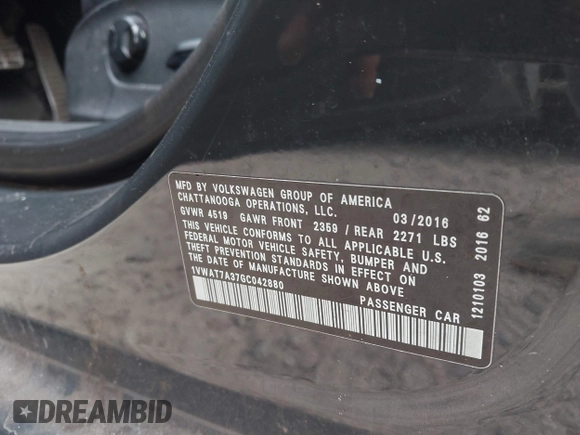 MFD BY VOLKSWAGEN GROUP OF AMERICA
CHATTANOOGA OPERATIONS, LLC. 03/2016
GVWR 4519 GAWR FRONT 2359 / REAR 2271 LBS
THIS VEHICLE CONFORMS TO ALL APPLICABLE U.S.
FEDERAL MOTOR VEHICLE SAFETY, BUMPER AND
THEFT PREVENTION STANDARDS IN EFFECT ON
THE DATE OF MANUFACTURE SHOWN ABOVE
1VWAT7A37GC042880
PASSENGER CAR
1210103 2016 62
DREAMBID